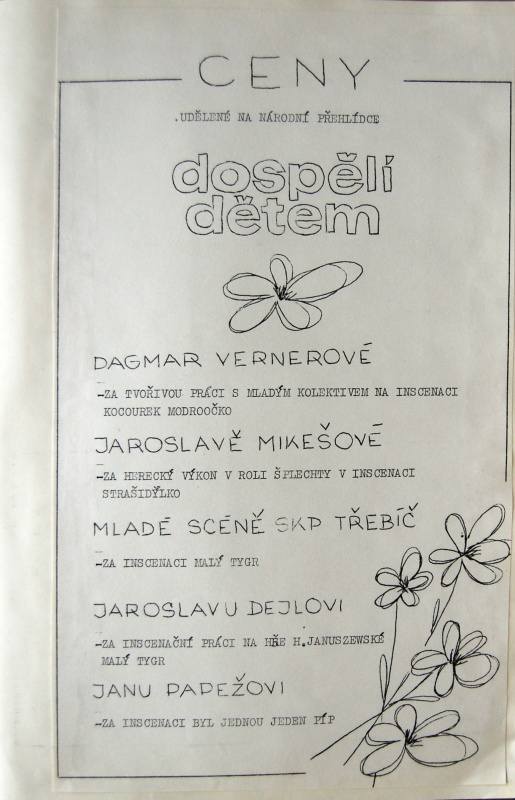 CENY
.UDĚLENÉ NA NÁRODNÍ PŘEHLÍDCE
dospělí
dětem
DAGMAR VERNEROVÉ
-ZA TVOŘIVOU PRÁCI S MLADÝM KOLEKTIVEM NA INSCENACI
KOCOUREK MODROOČKO
JAROSLAVĚ MIKEŠOVÉ
-ZA HERECKÝ VÝKON V ROLI ŠPLECHTY V INSCENACI
STRAŠIDÝLKO
MLADÉ SCÉNĚ SKP TŘEBÍČ
-ZA INSCENACI MALÝ TYGR
JAROSLAVU DEJLOVI
-ZA INSCENAČNÍ PRÁCI NA HŘE H.JANUSZEWSKÉ
MALÝ TYGR
JANU PAPEŽOVI
-ZA INSCENACI BYL JEDNOU JEDEN PÍP